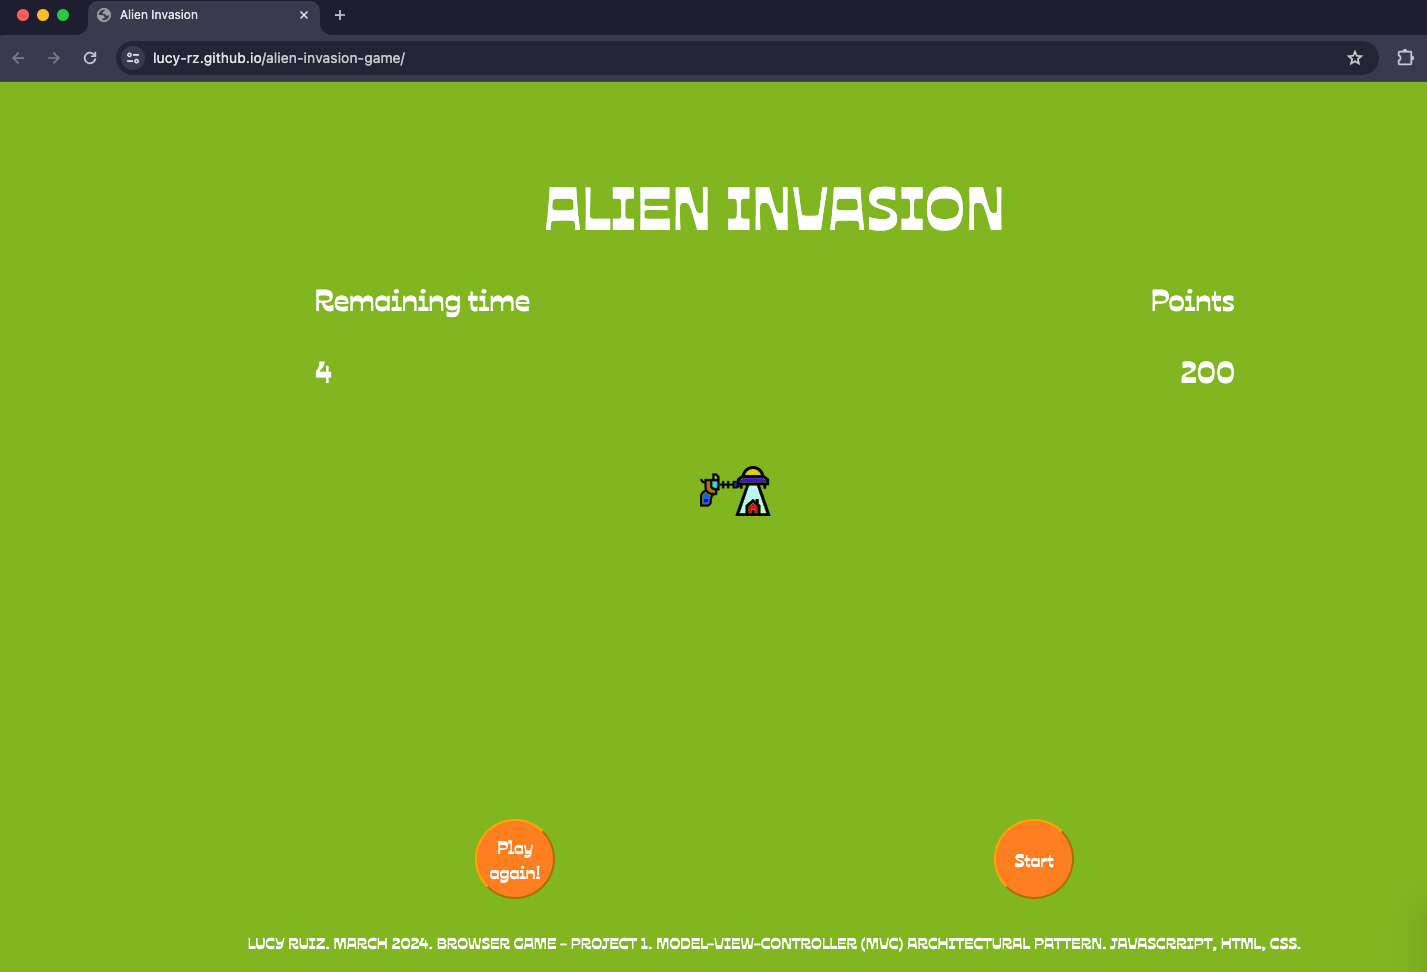 Alien Invasion
lucy-rz.github.io/alien-invasion-game/
ALIEN INVASION
Remaining time
Points
4
200
Play
again!
Start
LUCY RUIZ. MARCH 2024. BROWSER GAME - PROJECT 1. MODEL-VIEW-CONTROLLER (MVC) ARCHITECTURAL PATTERN. JAVASCRRIPT, HTML, CSS.